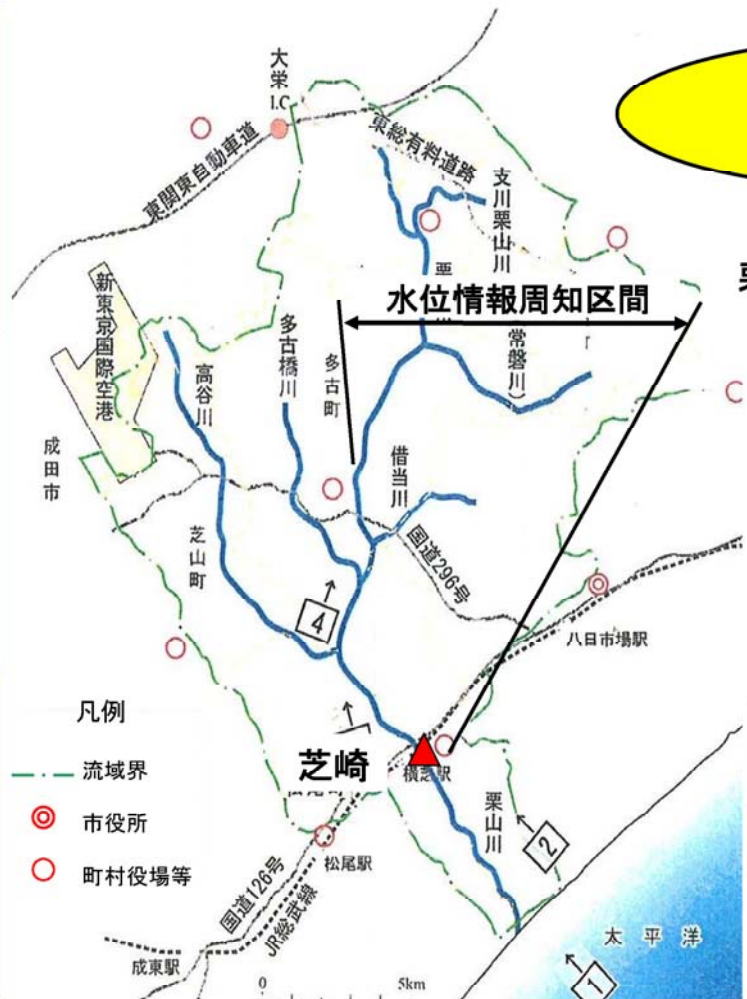 大栄I.C
東関東自動車道
東総有料道路
支川栗山川
水位情報周知区間
新東京国際空港
多古橋川
多古町
常磐川)
高谷川
成田市
借当川
芝山町
国道296号
4
八日市場駅
凡例
流域界
市役所
町村役場等
芝崎
横芝駅
栗山川
2
松尾駅
国道126号
JR総武線
成東駅
太平洋
1
0 5km